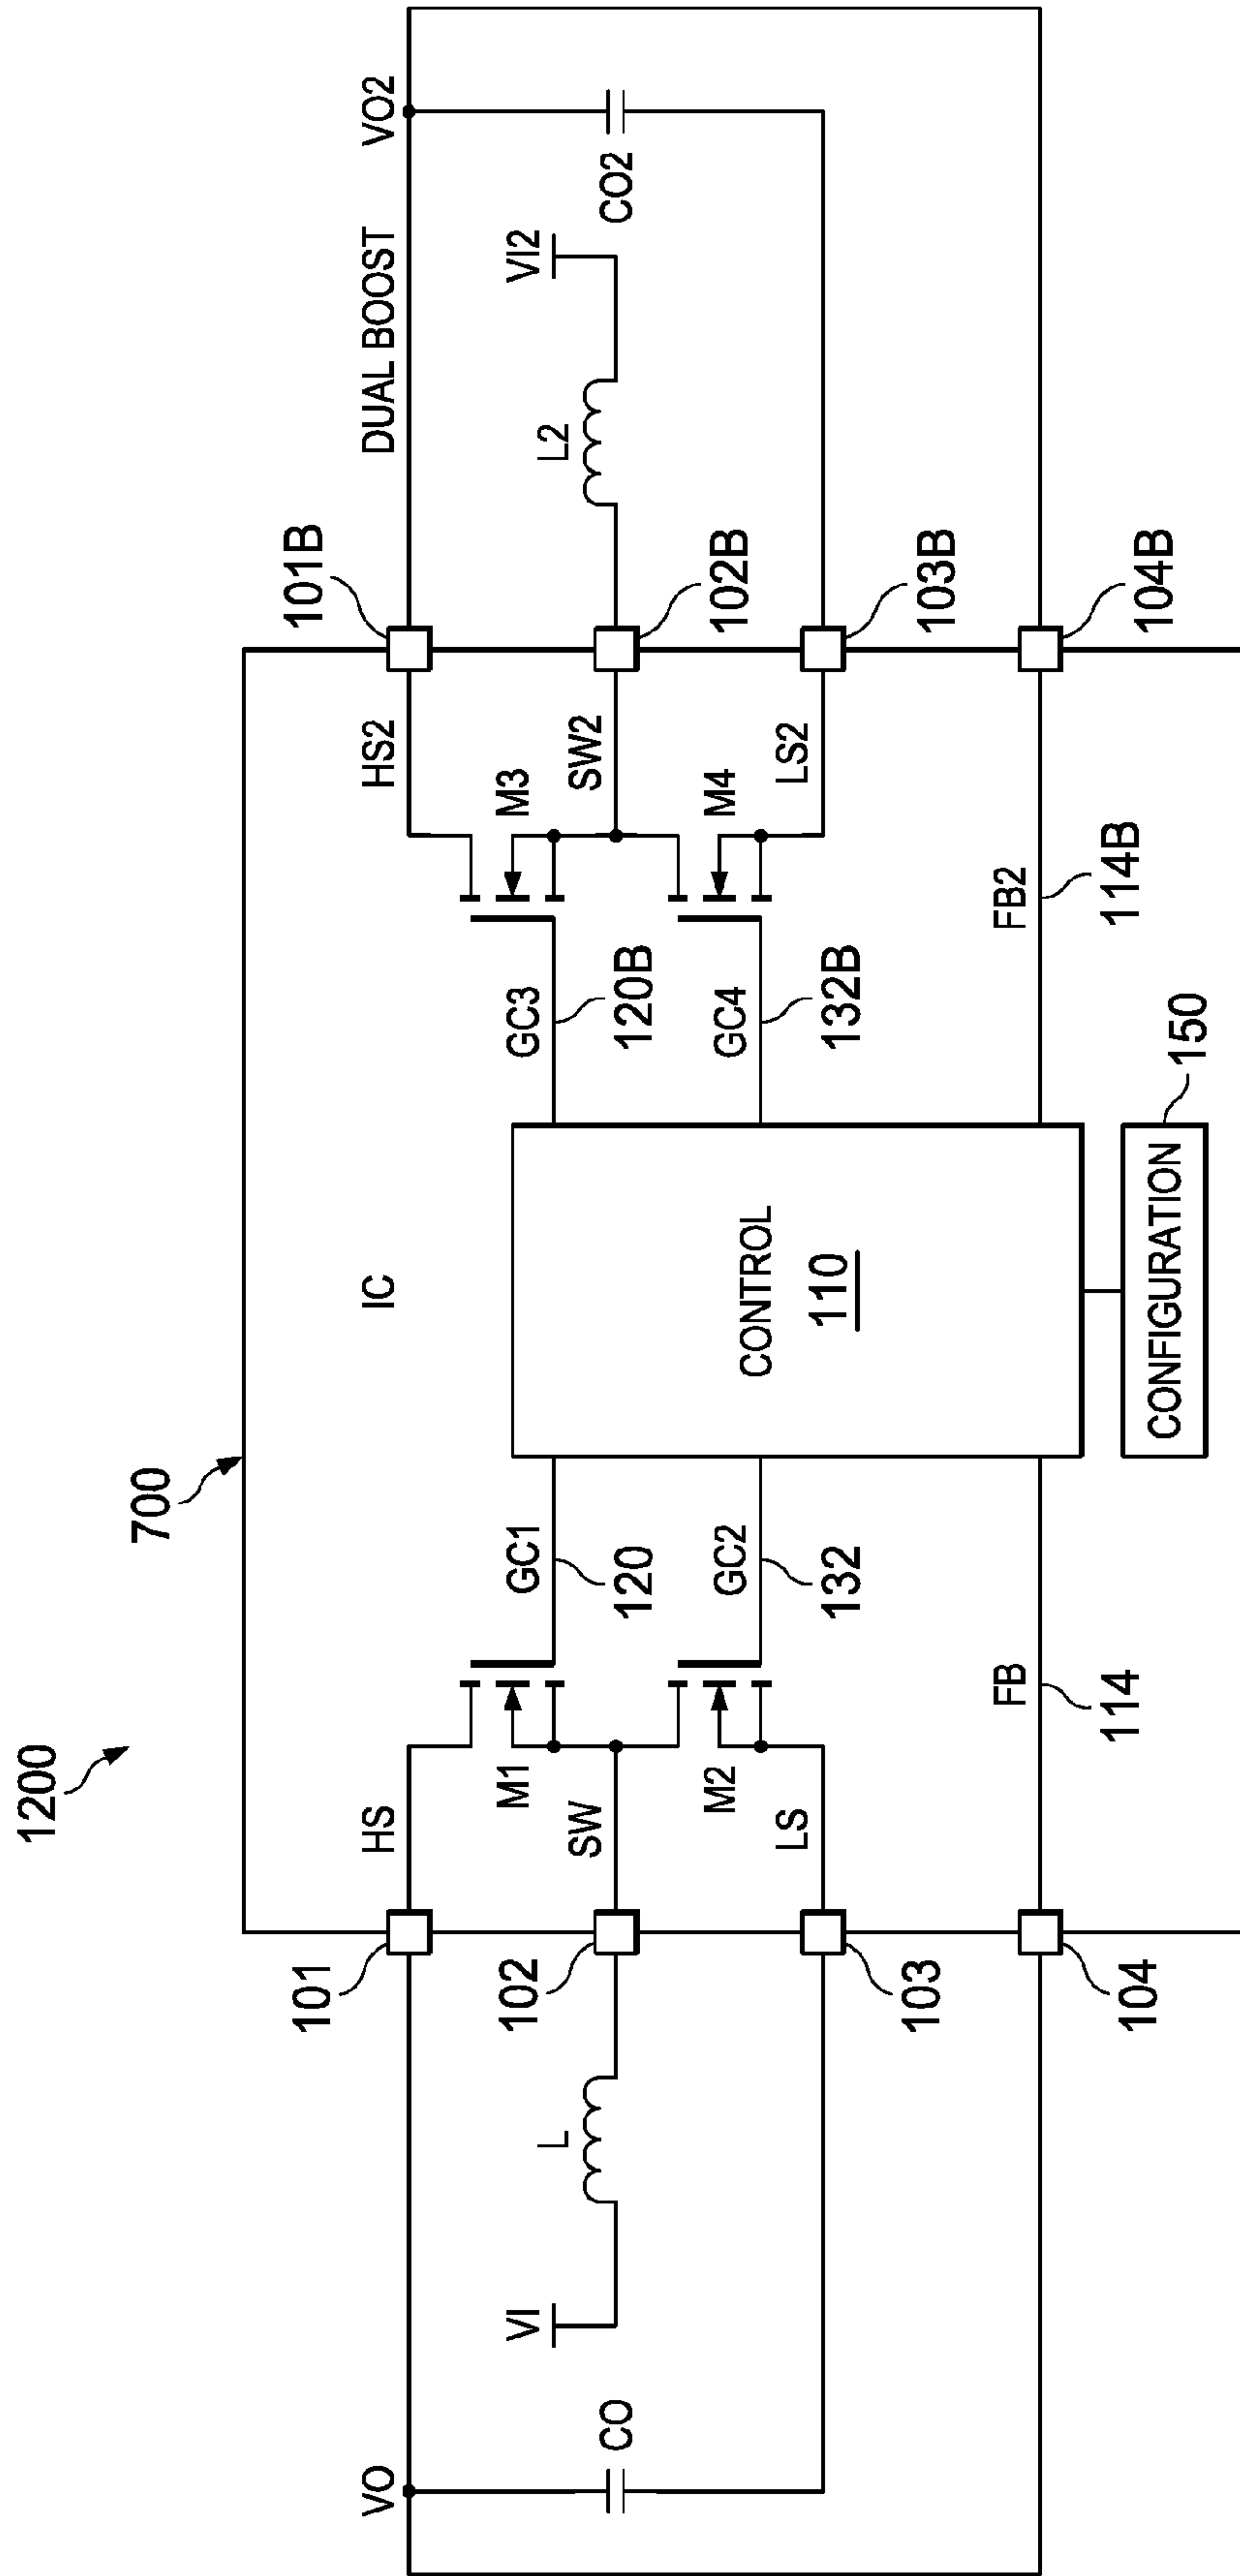 1200
700
VO
HS
IC
HS2
DUAL BOOST
VO2
101
101B
VI
L
M1
GC1
GC3
M3
L2
VI2
CO
SW
120
120B
SW2
CO2
102
102B
M2
GC2
CONTROL
GC4
M4
LS
132
110
132B
LS2
103
103B
FB
FB2
114
114B
104
104B
CONFIGURATION
150